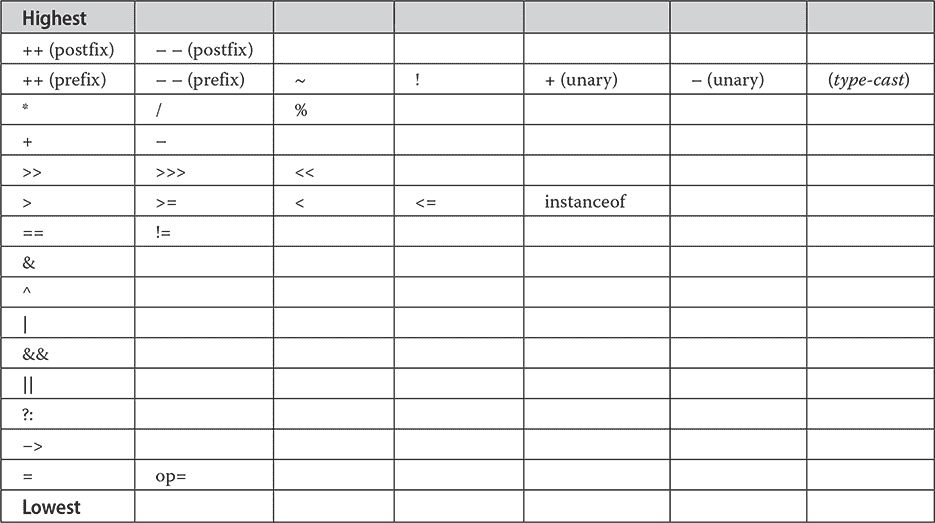 Highest
++ (postfix) – – (postfix)
++ (prefix) – – (prefix) ~ ! + (unary) – (unary) (type-cast)
* / %
+ –
>> >>> <<
> >= < <= instanceof
== !=
&
^
|
&&
||
?:
–>
= op=
Lowest